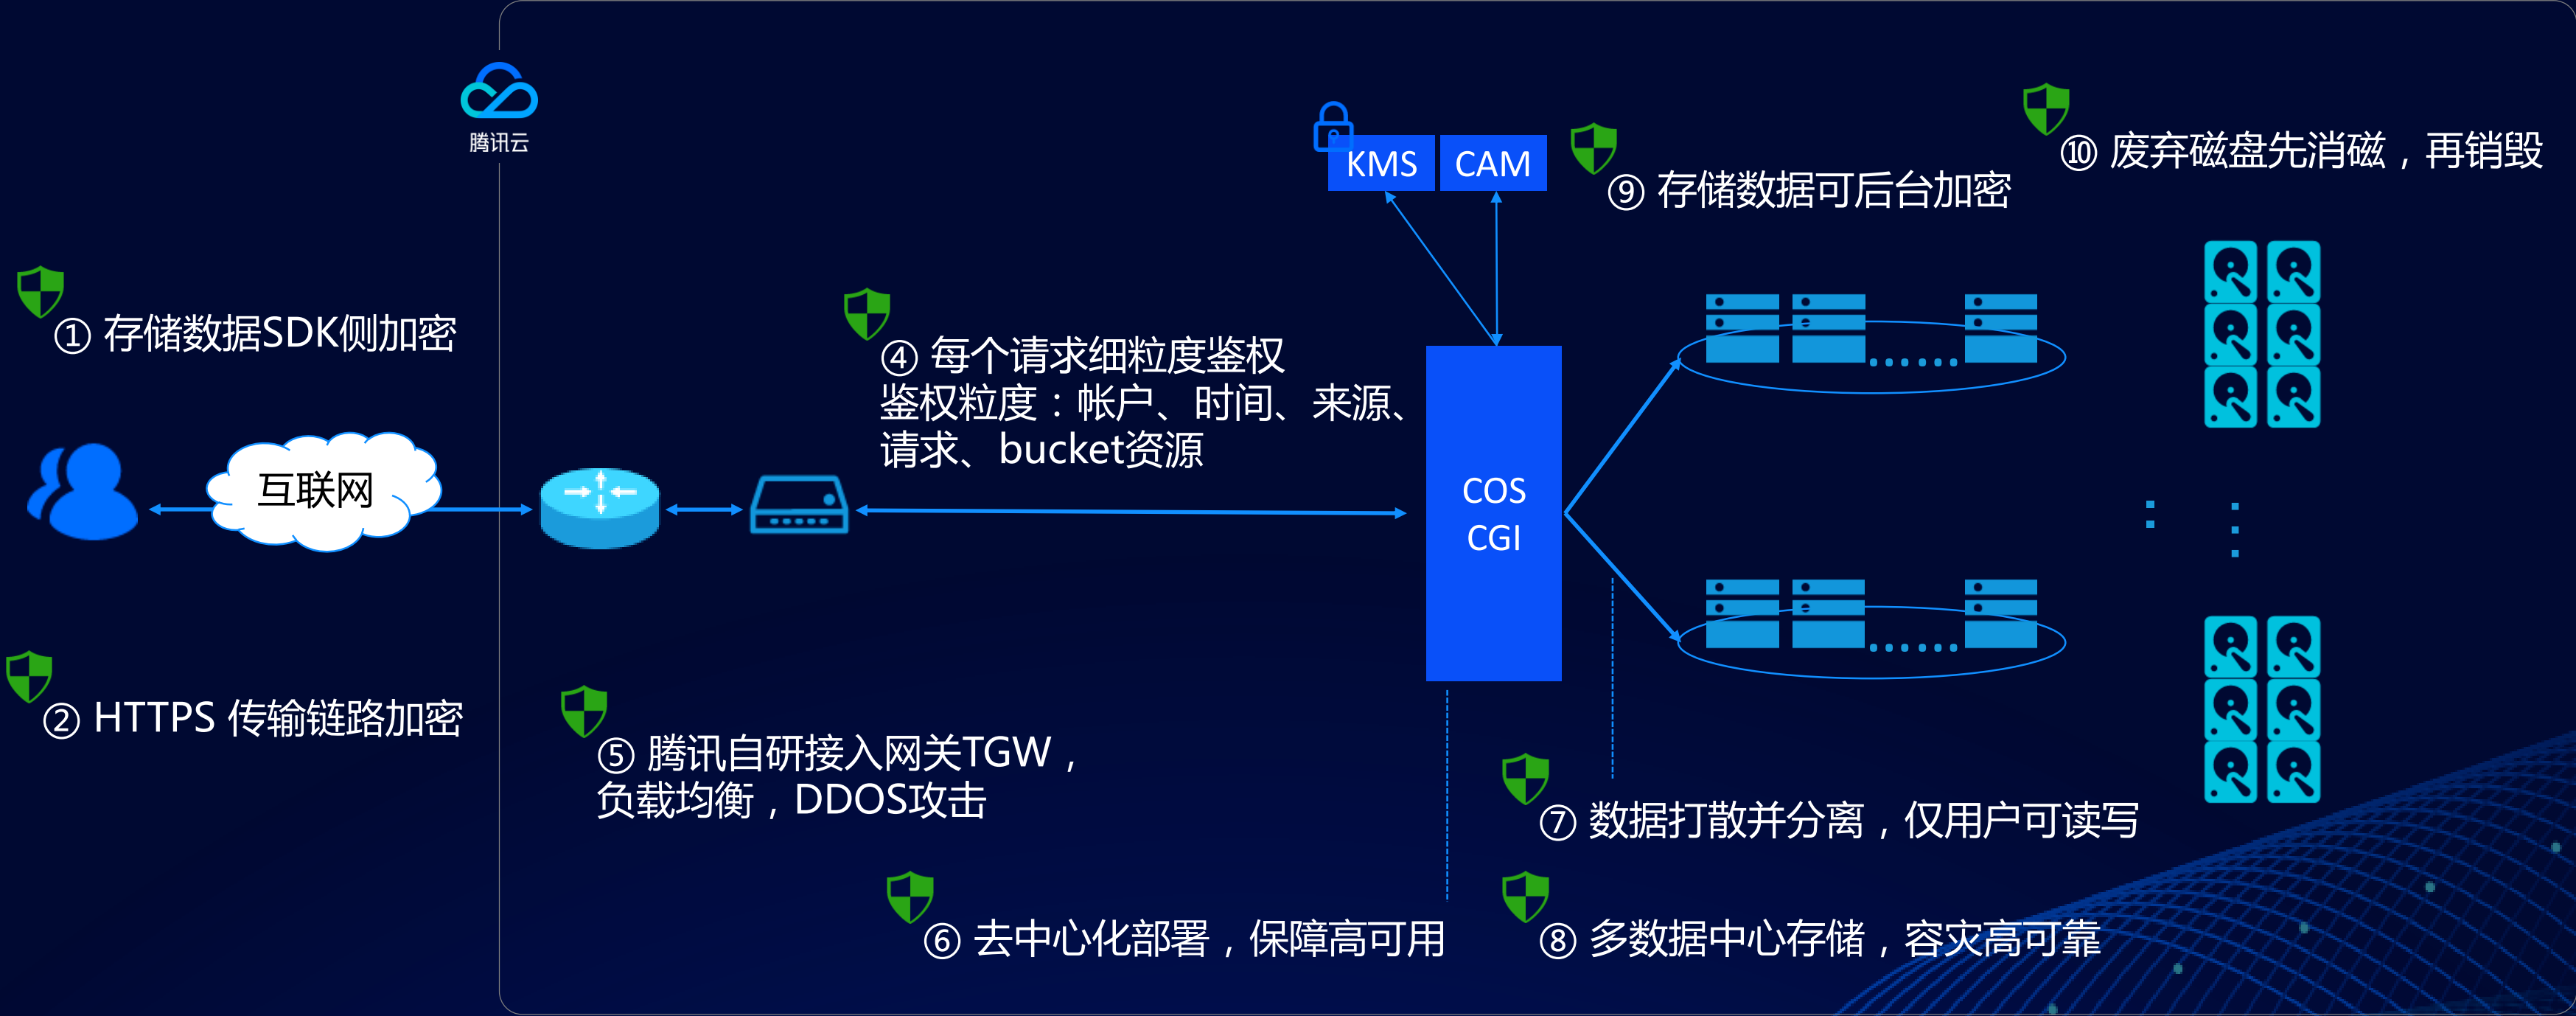 腾讯云
① 存储数据SDK侧加密
互联网
② HTTPS 传输链路加密
④ 每个请求细粒度鉴权
鉴权粒度：帐户、时间、来源、
请求、bucket资源
⑤ 腾讯自研接入网关TGW，
负载均衡，DDOS攻击
KMS
CAM
COS
CGI
⑥ 去中心化部署，保障高可用
⑦ 数据打散并分离，仅用户可读写
⑧ 多数据中心存储，容灾高可靠
⑨ 存储数据可后台加密
⑩ 废弃磁盘先消磁，再销毁